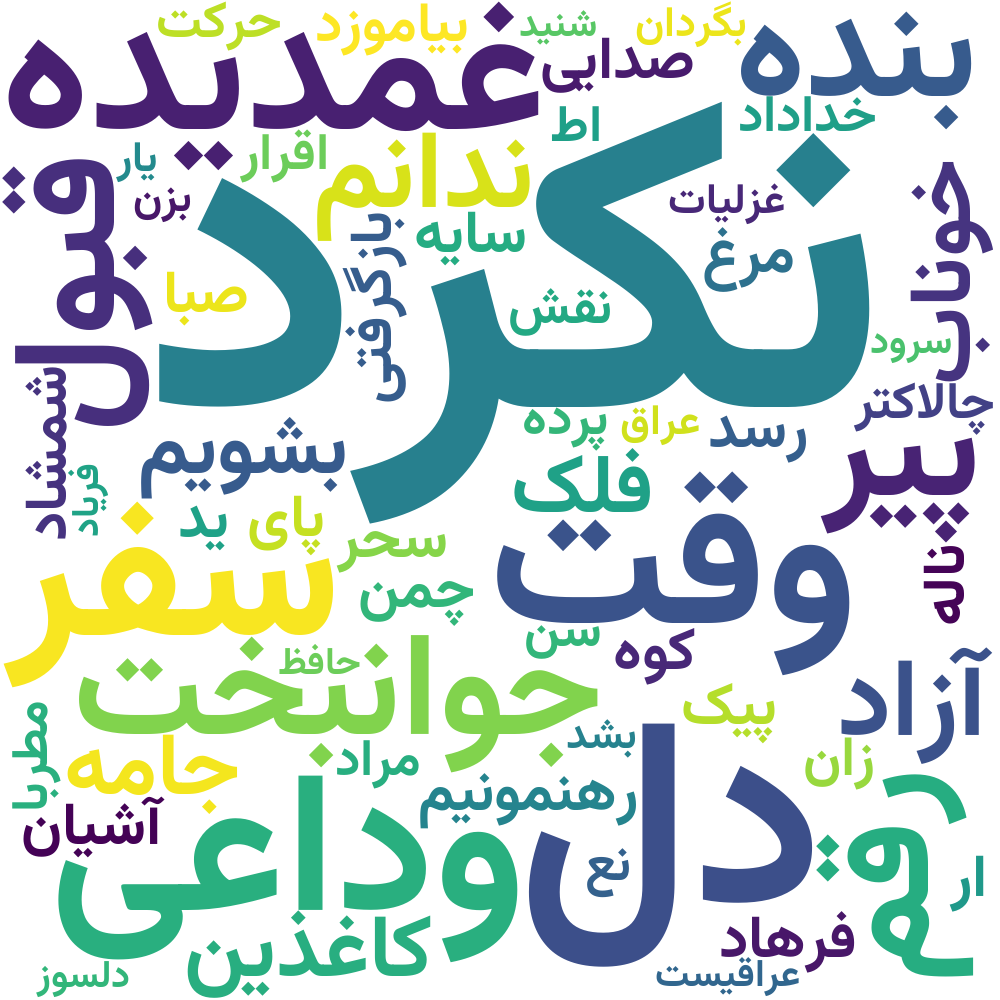 نکرد
دل
وقت
وداعی
غمدیده
جوانبخت
سفر
قبول
رقم
بنده
پیر
آزاد
ندانم
جامه
خوناب
کاغذین
بشویم
فلک
رهنمونیم
سایه
شمشاد
بازگرفتی
صدایی
حرکت
بیاموزد
شنید
بگردان
خداداد
اط
اقرار
یار
بزن
غزلیات
مرغ
صبا
نقش
سرود
چالاکتر
پرده
عراق
رسد
فریاد
ید
پای
سحر
چمن
ناله
سن
کوه
حافظ
پیک
بشد
زان
مراد
مطربا
آشیان
نع
ار
فرهاد
عراقیست
دلسوز